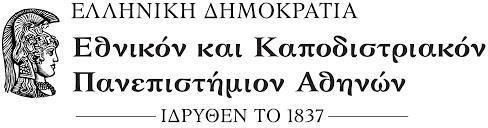 ΕΛΛΗΝΙΚΗ ΔΗΜΟΚΡΑΤΙΑ
Εθνικόν και Καποδιστριακόν
Πανεπιστήμιον Αθηνών
ΙΔΡΥΘΕΝ ΤΟ 1837